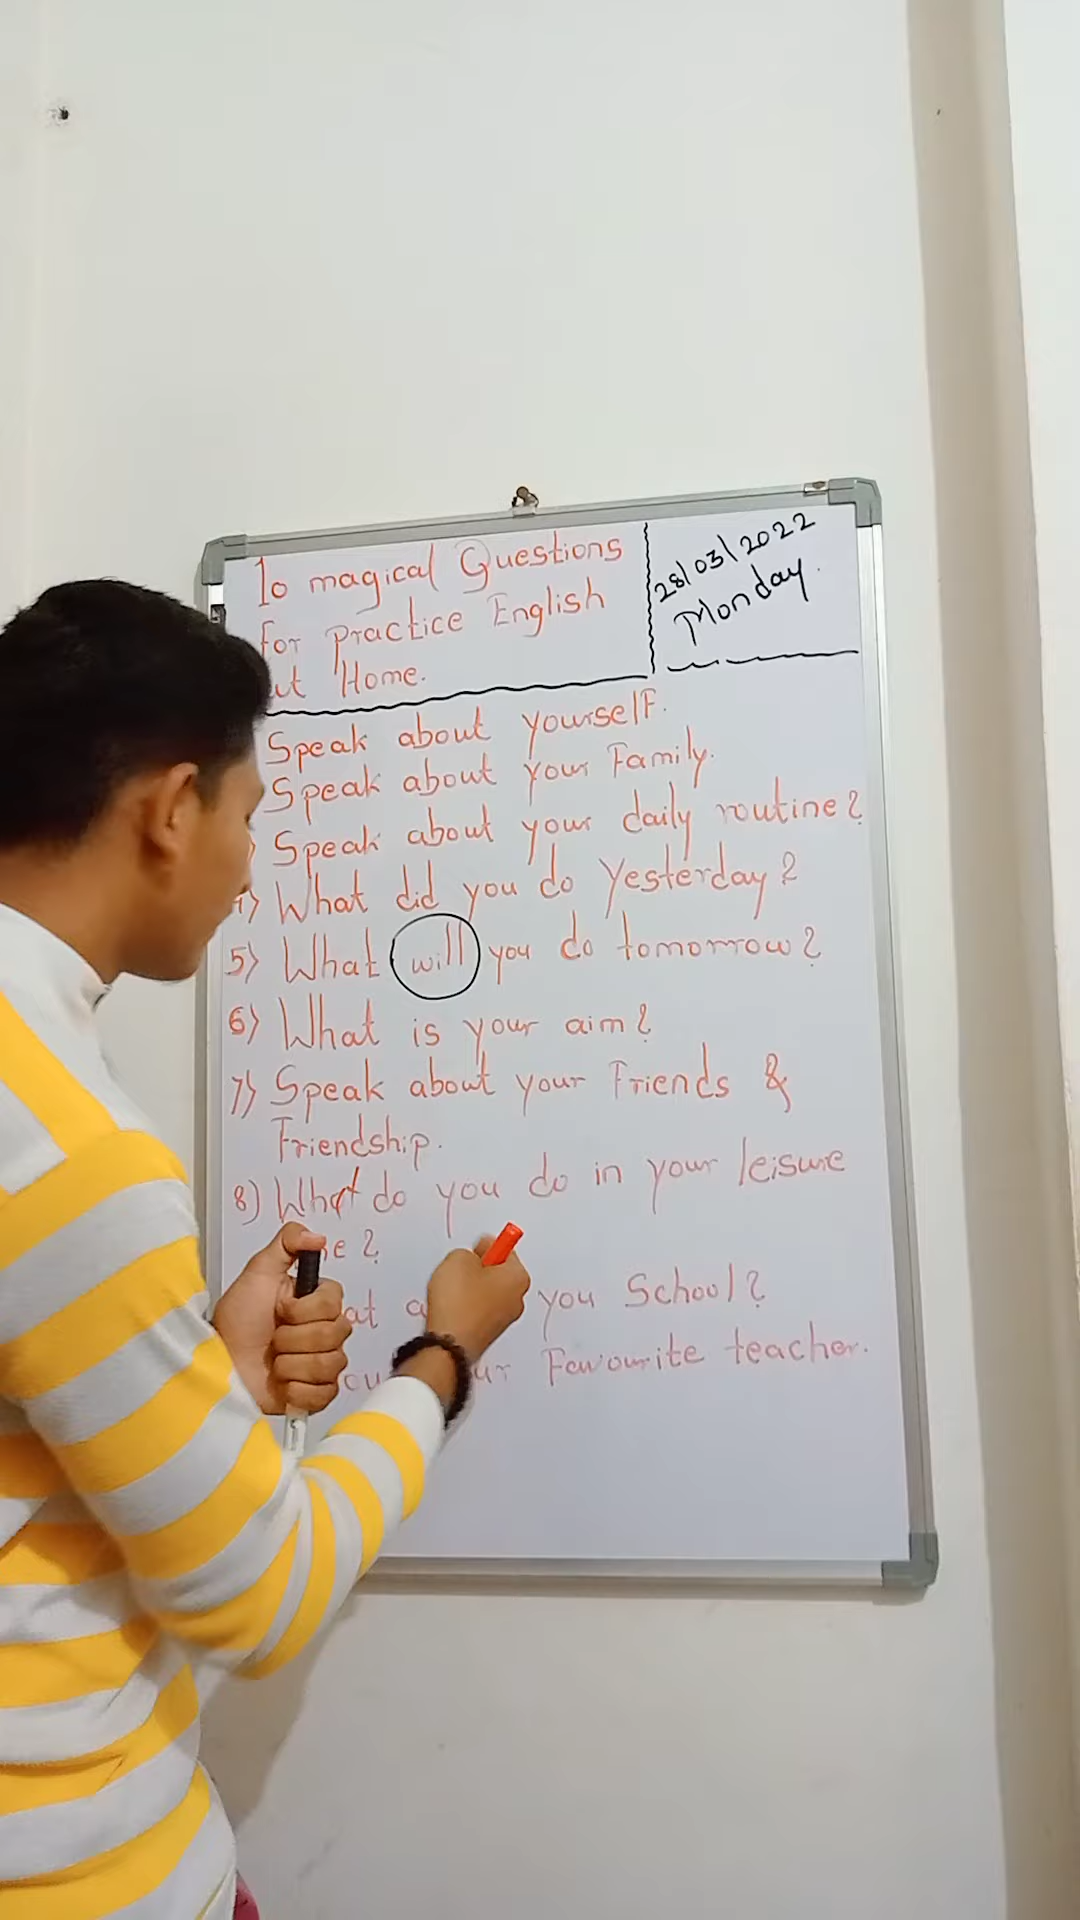 10 magical Questions
For practice English
at Home.
28/03/2022
Monday.
Speak about yourself.
Speak about your Family.
Speak about your daily routine?
4) What did you do Yesterday?
5) What will you do tomorrow?
6) What is your aim?
7) Speak about your Friends &
Friendship.
8) What do you do in your leisure
?
you School?
Favourite teacher.